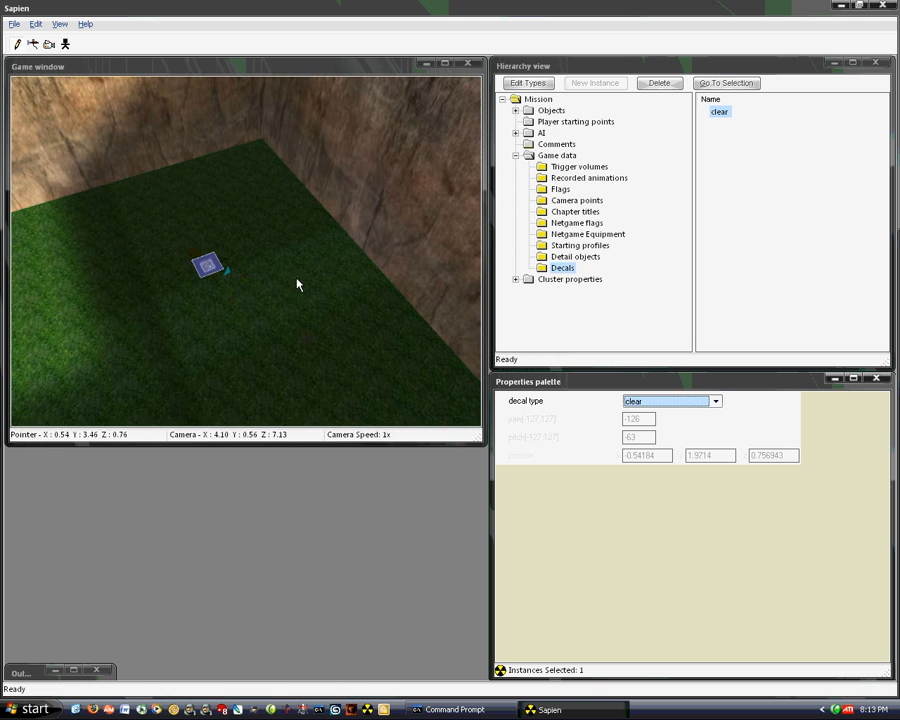 Sapien
File Edit View Help
Game window
Pointer - X : 0.54 Y : 3.46 Z : 0.76 Camera - X : 4.10 Y : 0.56 Z : 7.13 Camera Speed: 1x
Hierarchy view
Edit Types New Instance Delete Go To Selection
Mission
Objects
Player starting points
AI
Comments
Game data
Trigger volumes
Recorded animations
Flags
Camera points
Chapter titles
Netgame flags
Netgame Equipment
Starting profiles
Detail objects
Decals
Cluster properties
Name
clear
Ready
Properties palette
decal type clear
yaw[-127,127] -126
pitch[-127,127] -63
position x -0.54184 y 1.9714 z 0.756943
Instances Selected: 1
Out...
Ready
start Command Prompt Sapien 8:13 PM